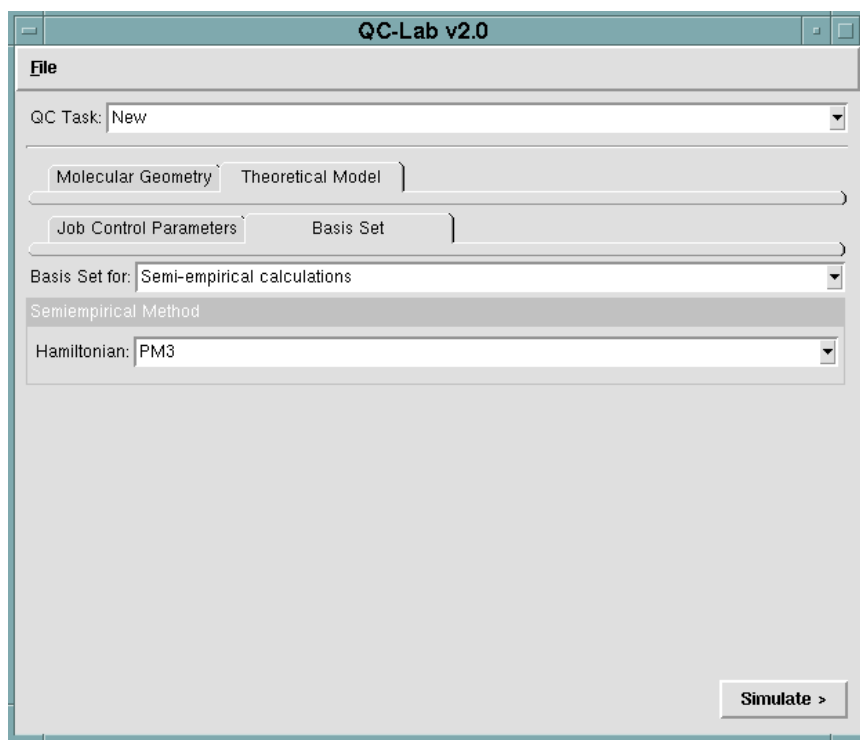 QC-Lab v2.0
File
QC Task: New
Molecular Geometry Theoretical Model
Job Control Parameters Basis Set
Basis Set for: Semi-empirical calculations
Semiempirical Method
Hamiltonian: PM3
Simulate >